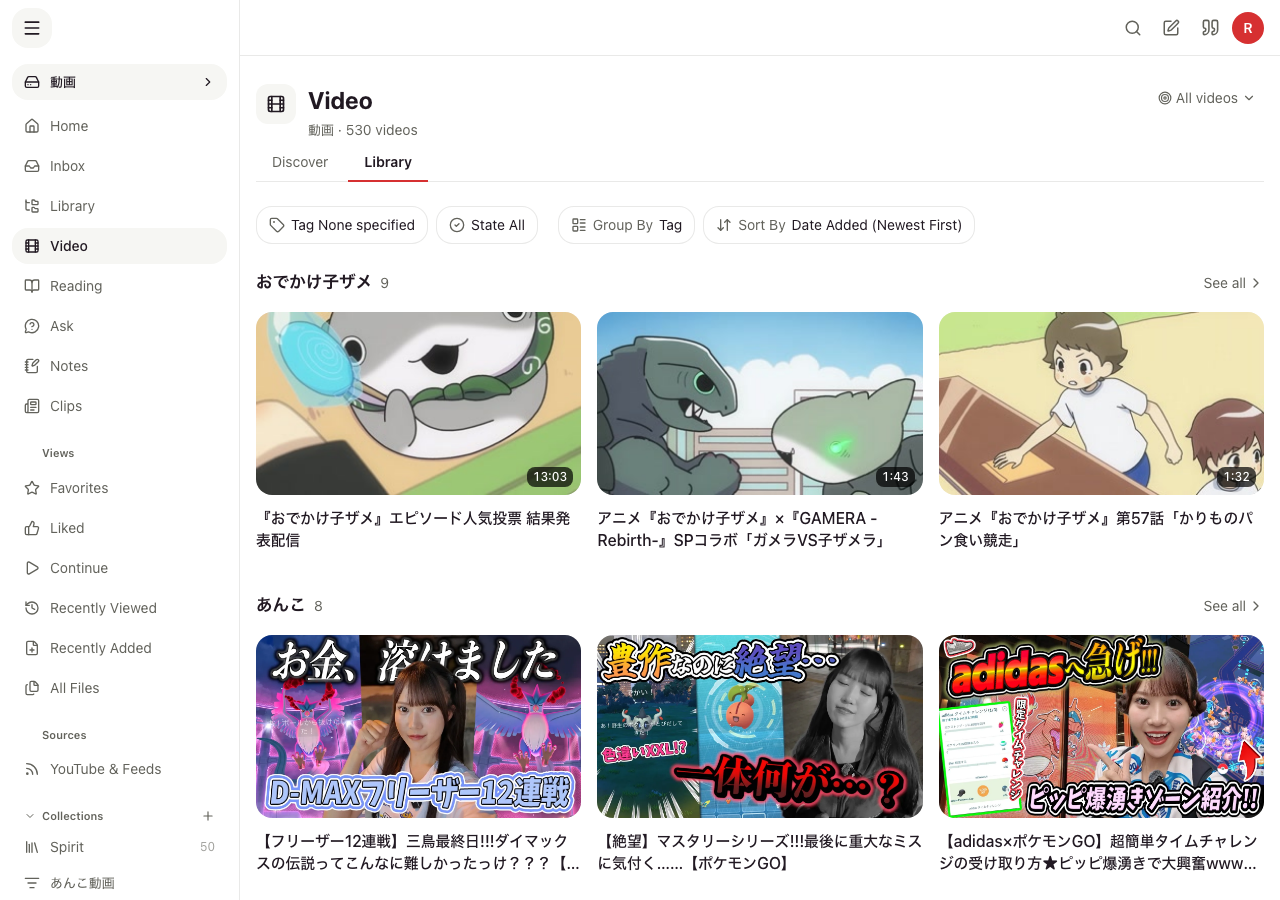 R
動画
Home
Inbox
Library
Video
Reading
Ask
Notes
Clips
Views
Favorites
Liked
Continue
Recently Viewed
Recently Added
All Files
Sources
YouTube & Feeds
Collections
Spirit 50
あんこ動画
Video
動画 · 530 videos
All videos
Discover Library
Tag None specified State All Group By Tag Sort By Date Added (Newest First)
おでかけ子ザメ 9 See all
13:03
1:43
1:32
『おでかけ子ザメ』エピソード人気投票 結果発
表配信
アニメ『おでかけ子ザメ』×『GAMERA -
Rebirth-』SPコラボ「ガメラVS子ザメラ」
アニメ『おでかけ子ザメ』第57話「かりものパ
ン食い競走」
あんこ 8 See all
お金、溶けました
D-MAXフリーザー12連戦
豊作なのに絶望…
でかい！
色違いXXL!?
一体何が…？
adidasへ急げ!!!
限定タイムチャレンジ
ピッピ爆湧きゾーン紹介!!
【フリーザー12連戦】三鳥最終日!!!ダイマック
スの伝説ってこんなに難しかったっけ？？？【...
【絶望】マスタリーシリーズ!!!最後に重大なミス
に気付く......【ポケモンGO】
【adidas×ポケモンGO】超簡単タイムチャレン
ジの受け取り方★ピッピ爆湧きで大興奮www...